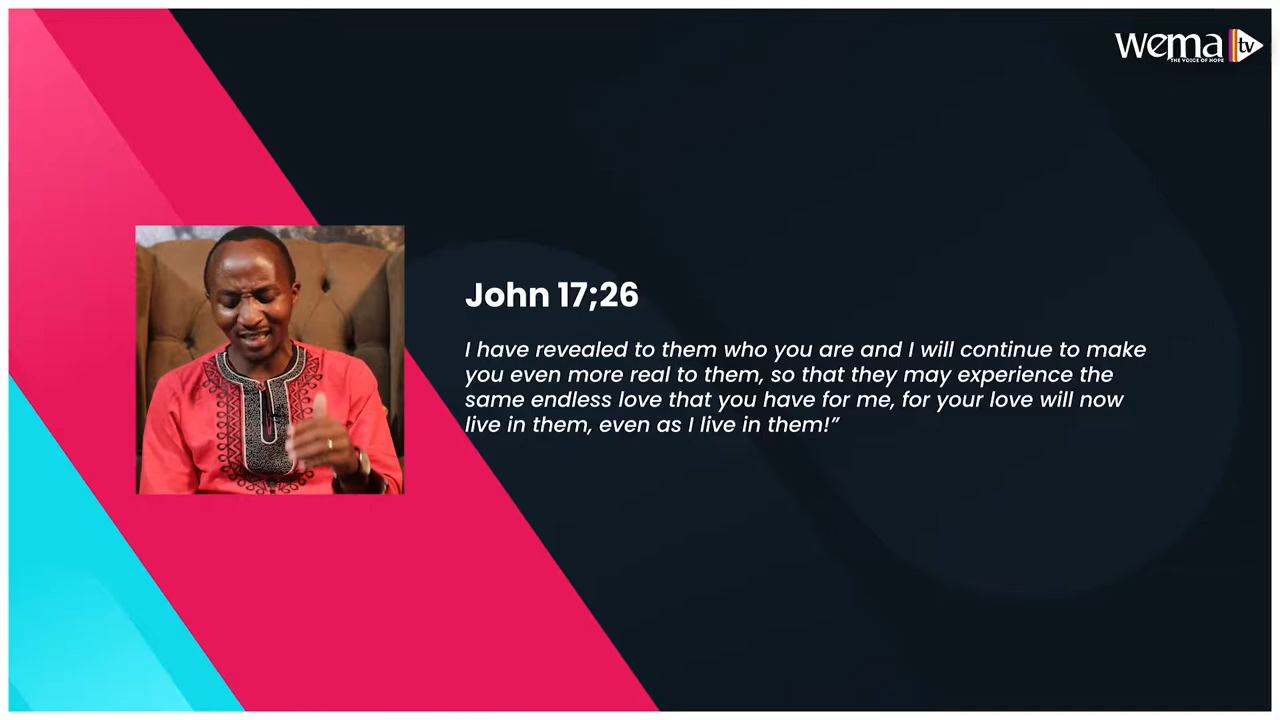 wema tv
THE VOICE OF HOPE
John 17;26
I have revealed to them who you are and I will continue to make
you even more real to them, so that they may experience the
same endless love that you have for me, for your love will now
live in them, even as I live in them!”